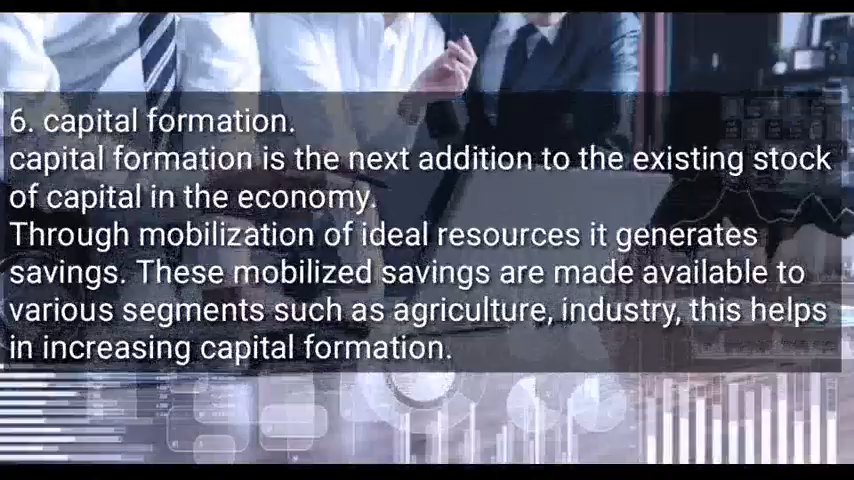 6. capital formation.
capital formation is the next addition to the existing stock
of capital in the economy.
Through mobilization of ideal resources it generates
savings. These mobilized savings are made available to
various segments such as agriculture, industry, this helps
in increasing capital formation.